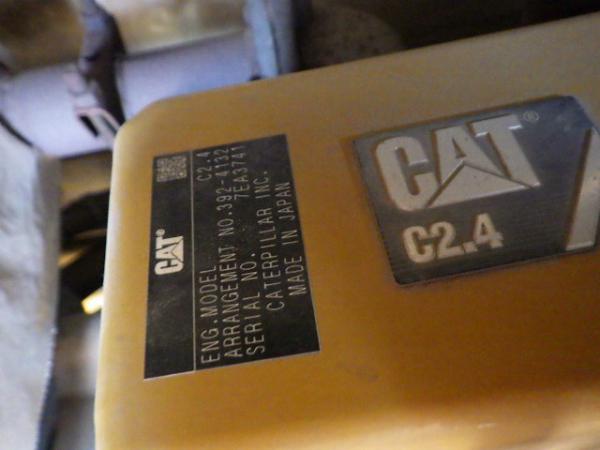 CAT®
ENG.MODEL C2.4
ARRANGEMENT NO.392-4132
SERIAL NO. 7EA3741
CATERPILLAR INC.
MADE IN JAPAN
CAT®
C2.4